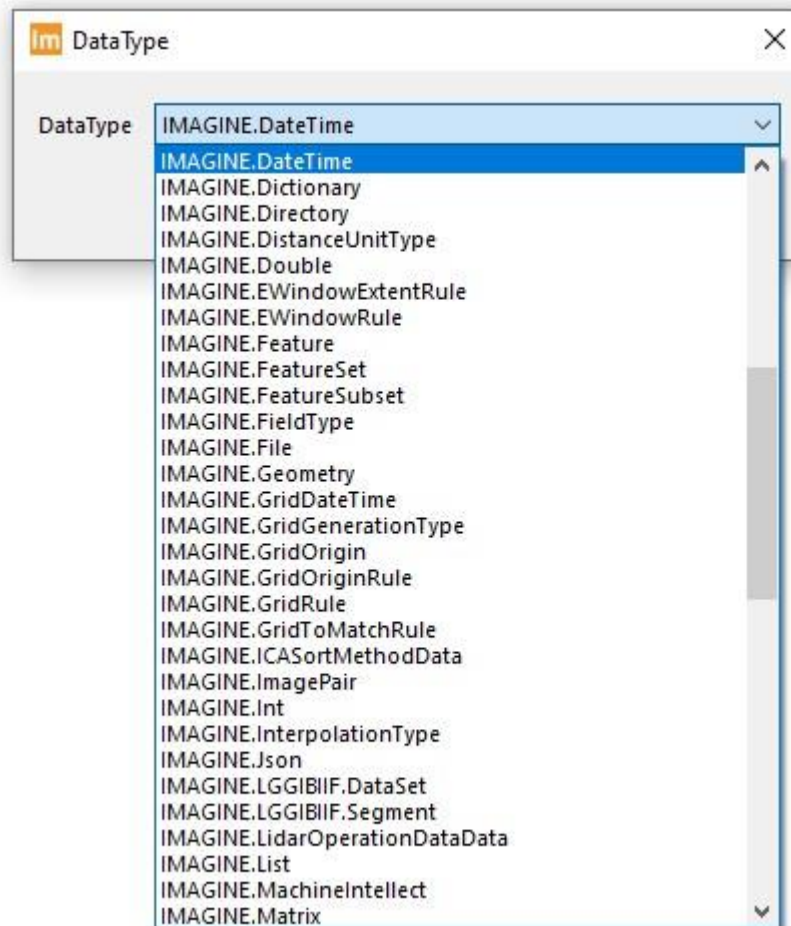 Im DataType
DataType IMAGINE.DateTime
IMAGINE.DateTime
IMAGINE.Dictionary
IMAGINE.Directory
IMAGINE.DistanceUnitType
IMAGINE.Double
IMAGINE.EWindowExtentRule
IMAGINE.EWindowRule
IMAGINE.Feature
IMAGINE.FeatureSet
IMAGINE.FeatureSubset
IMAGINE.FieldType
IMAGINE.File
IMAGINE.Geometry
IMAGINE.GridDateTime
IMAGINE.GridGenerationType
IMAGINE.GridOrigin
IMAGINE.GridOriginRule
IMAGINE.GridRule
IMAGINE.GridToMatchRule
IMAGINE.ICASortMethodData
IMAGINE.ImagePair
IMAGINE.Int
IMAGINE.InterpolationType
IMAGINE.Json
IMAGINE.LGGIBIIF.DataSet
IMAGINE.LGGIBIIF.Segment
IMAGINE.LidarOperationDataData
IMAGINE.List
IMAGINE.MachineIntellect
IMAGINE.Matrix